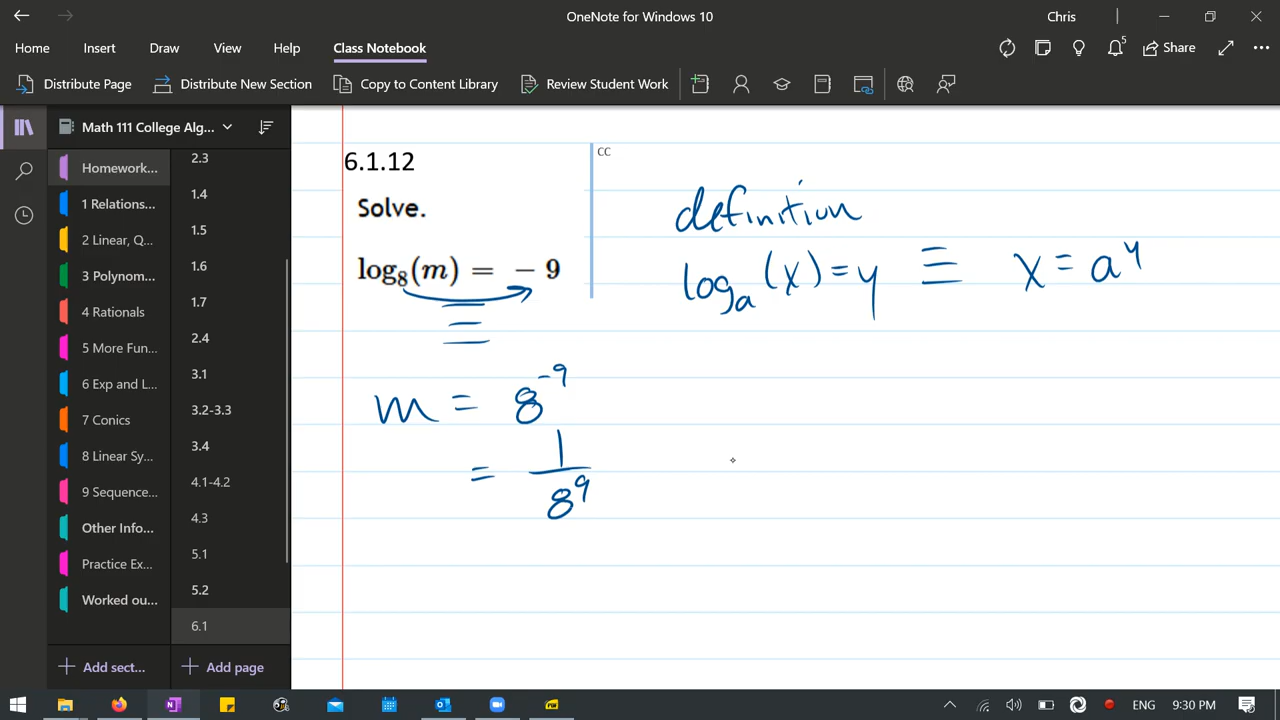 OneNote for Windows 10
Chris
Home Insert Draw View Help Class Notebook
5
Share
Distribute Page Distribute New Section Copy to Content Library Review Student Work
Math 111 College Alg...
Homework...
1 Relations...
2 Linear, Q...
3 Polynom...
4 Rationals
5 More Fun...
6 Exp and L...
7 Conics
8 Linear Sy...
9 Sequence...
Other Info...
Practice Ex...
Worked ou...
Add sect...
2.3
1.4
1.5
1.6
1.7
2.4
3.1
3.2-3.3
3.4
4.1-4.2
4.3
5.1
5.2
6.1
Add page
6.1.12
Solve.
log₈(m) = − 9
≡
m = 8⁻⁹
= 1/8⁹
CC
definition
logₐ(x) = y ≡ x = aʸ
ENG 9:30 PM